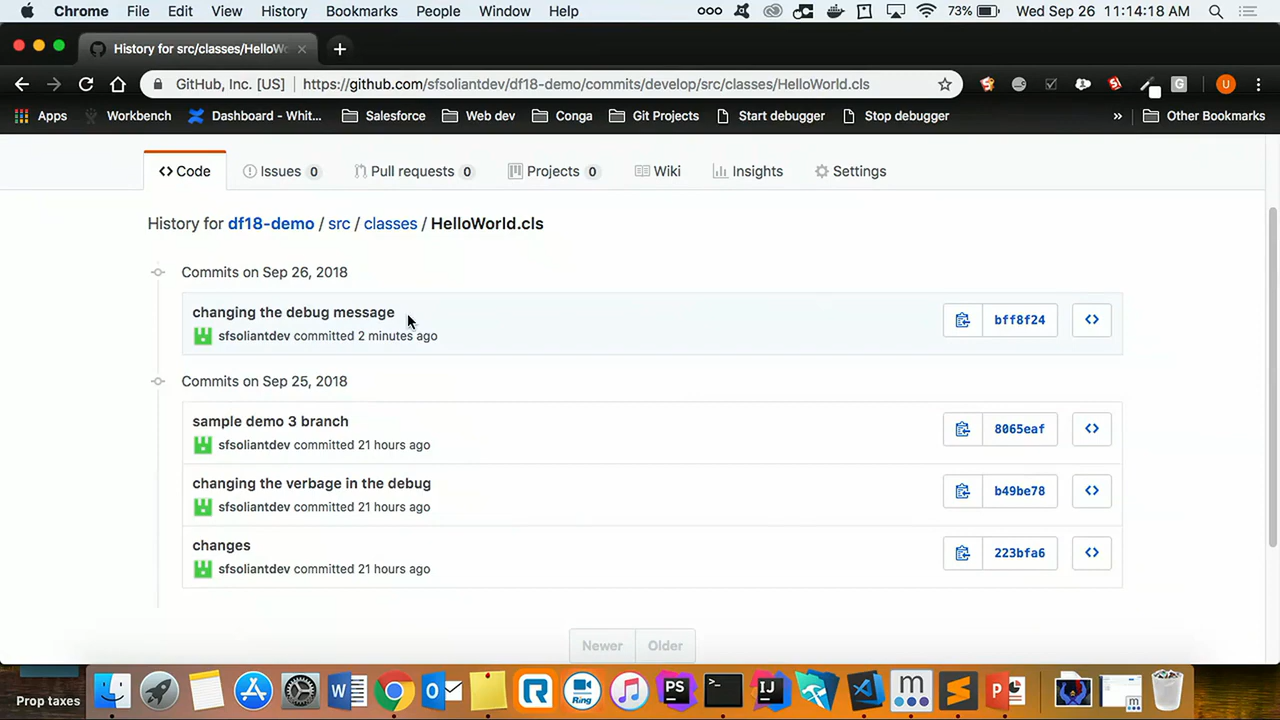 Chrome File Edit View History Bookmarks People Window Help 73% Wed Sep 26 11:14:18 AM
History for src/classes/HelloWo
GitHub, Inc. [US] https://github.com/sfsoliantdev/df18-demo/commits/develop/src/classes/HelloWorld.cls U
Apps Workbench Dashboard - Whit... Salesforce Web dev Conga Git Projects Start debugger Stop debugger » Other Bookmarks
<> Code Issues 0 Pull requests 0 Projects 0 Wiki Insights Settings
History for df18-demo / src / classes / HelloWorld.cls
Commits on Sep 26, 2018
changing the debug message
sfsoliantdev committed 2 minutes ago
bff8f24 <>
Commits on Sep 25, 2018
sample demo 3 branch
sfsoliantdev committed 21 hours ago
8065eaf <>
changing the verbage in the debug
sfsoliantdev committed 21 hours ago
b49be78 <>
changes
sfsoliantdev committed 21 hours ago
223bfa6 <>
Newer Older
Prop taxes
Ring
PS
IJ